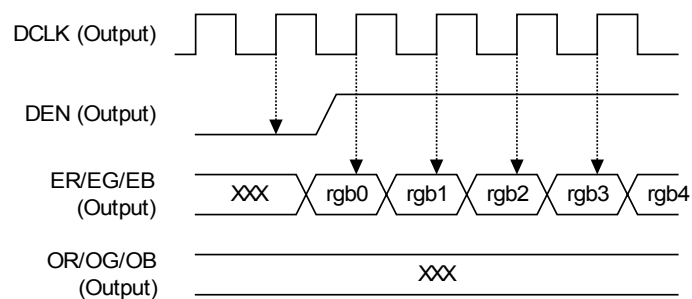 DCLK (Output)
DEN (Output)
ER/EG/EB
(Output)
XXX rgb0 rgb1 rgb2 rgb3 rgb4
OR/OG/OB
(Output)
XXX